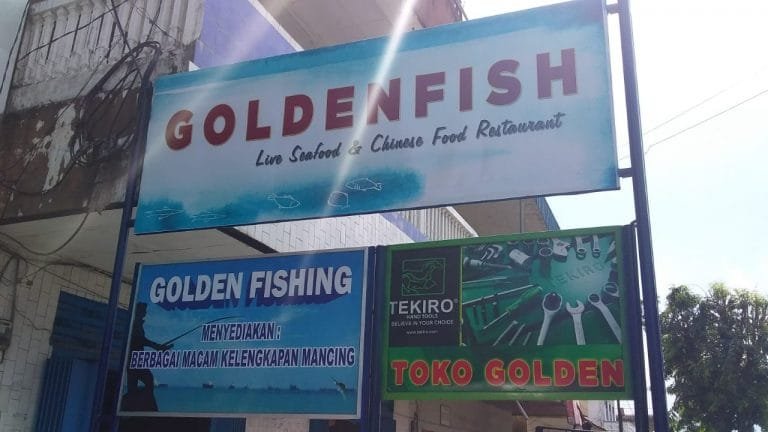 GOLDENFISH
Live Seafood & Chinese Food Restaurant
GOLDEN FISHING
MENYEDIAKAN :
BERBAGAI MACAM KELENGKAPAN MANCING
TEKIRO®
HAND TOOLS
BELIEVE IN YOUR CHOICE
TEKIRO
TOKO GOLDEN